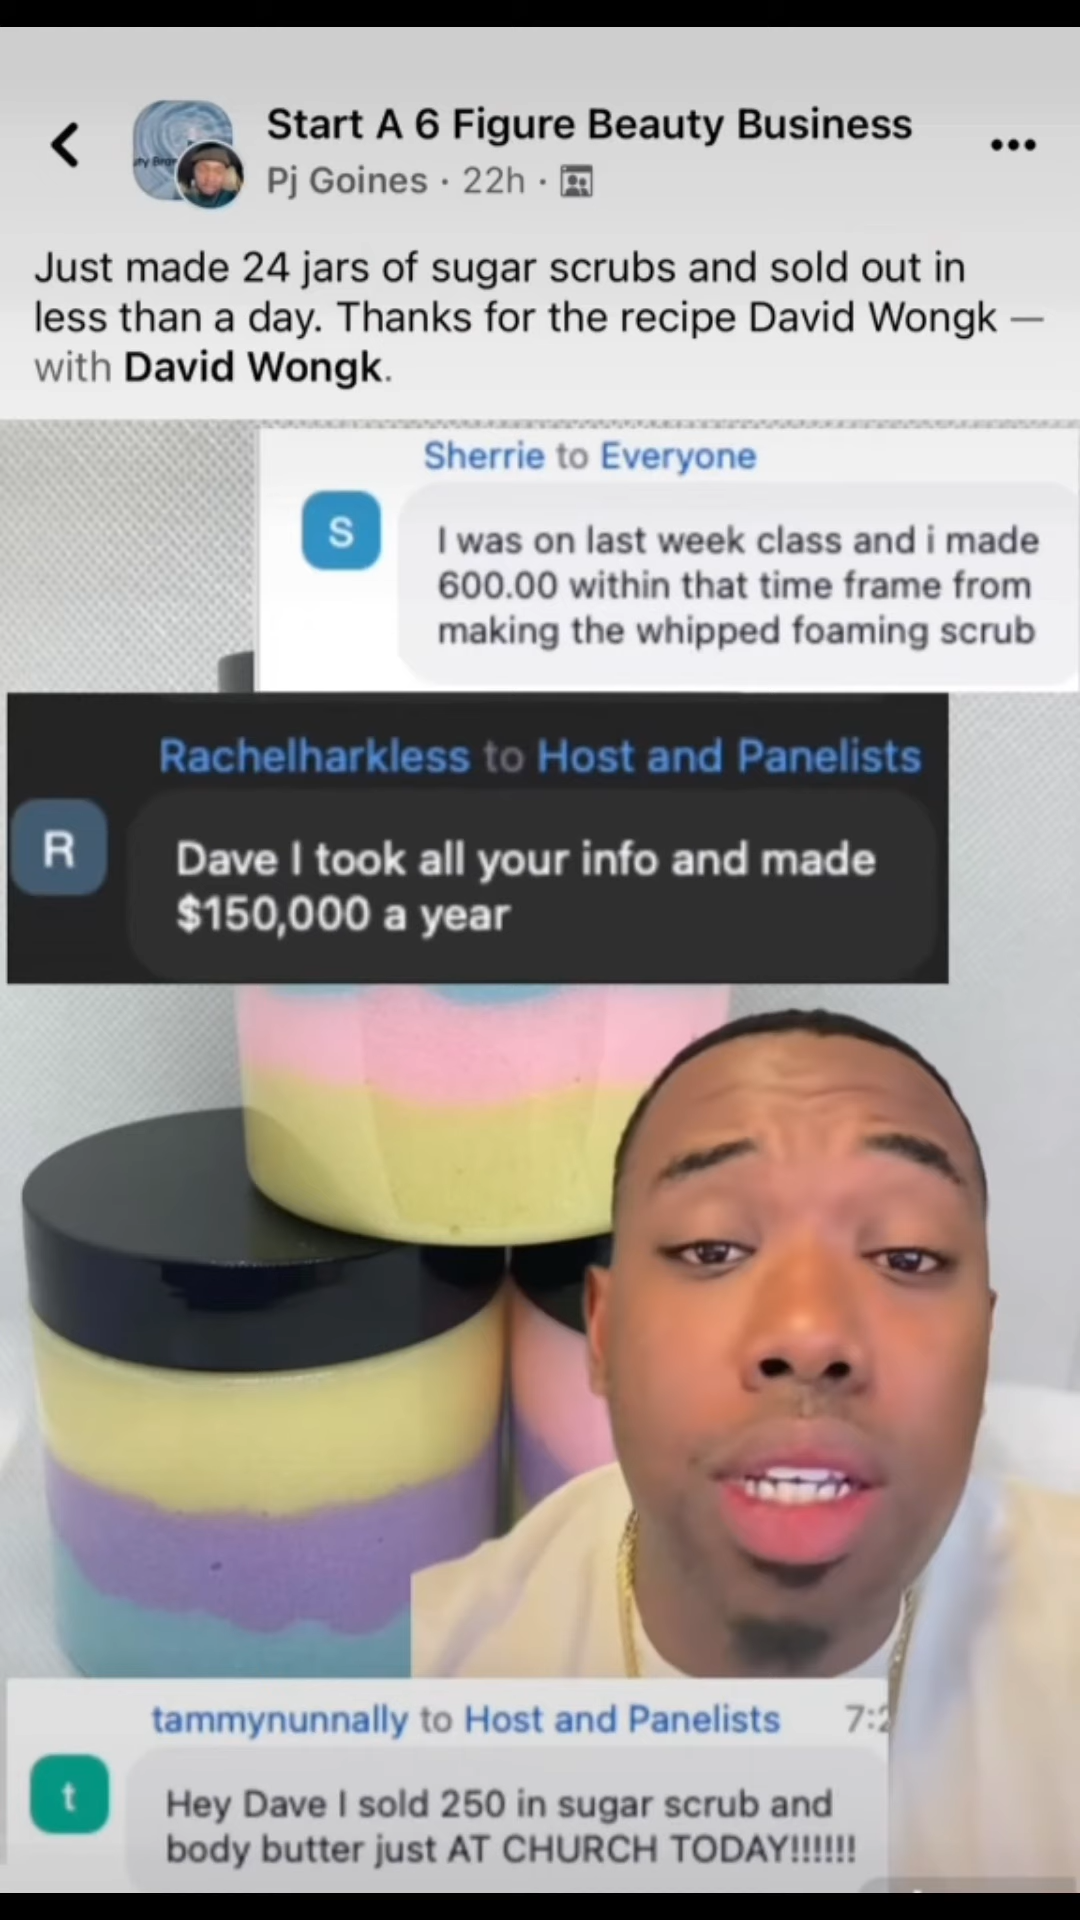 Start A 6 Figure Beauty Business
Pj Goines · 22h ·
Just made 24 jars of sugar scrubs and sold out in
less than a day. Thanks for the recipe David Wongk —
with David Wongk.
Sherrie to Everyone
S
I was on last week class and i made
600.00 within that time frame from
making the whipped foaming scrub
Rachelharkless to Host and Panelists
R
Dave I took all your info and made
$150,000 a year
tammynunnally to Host and Panelists
t
Hey Dave I sold 250 in sugar scrub and
body butter just AT CHURCH TODAY!!!!!!